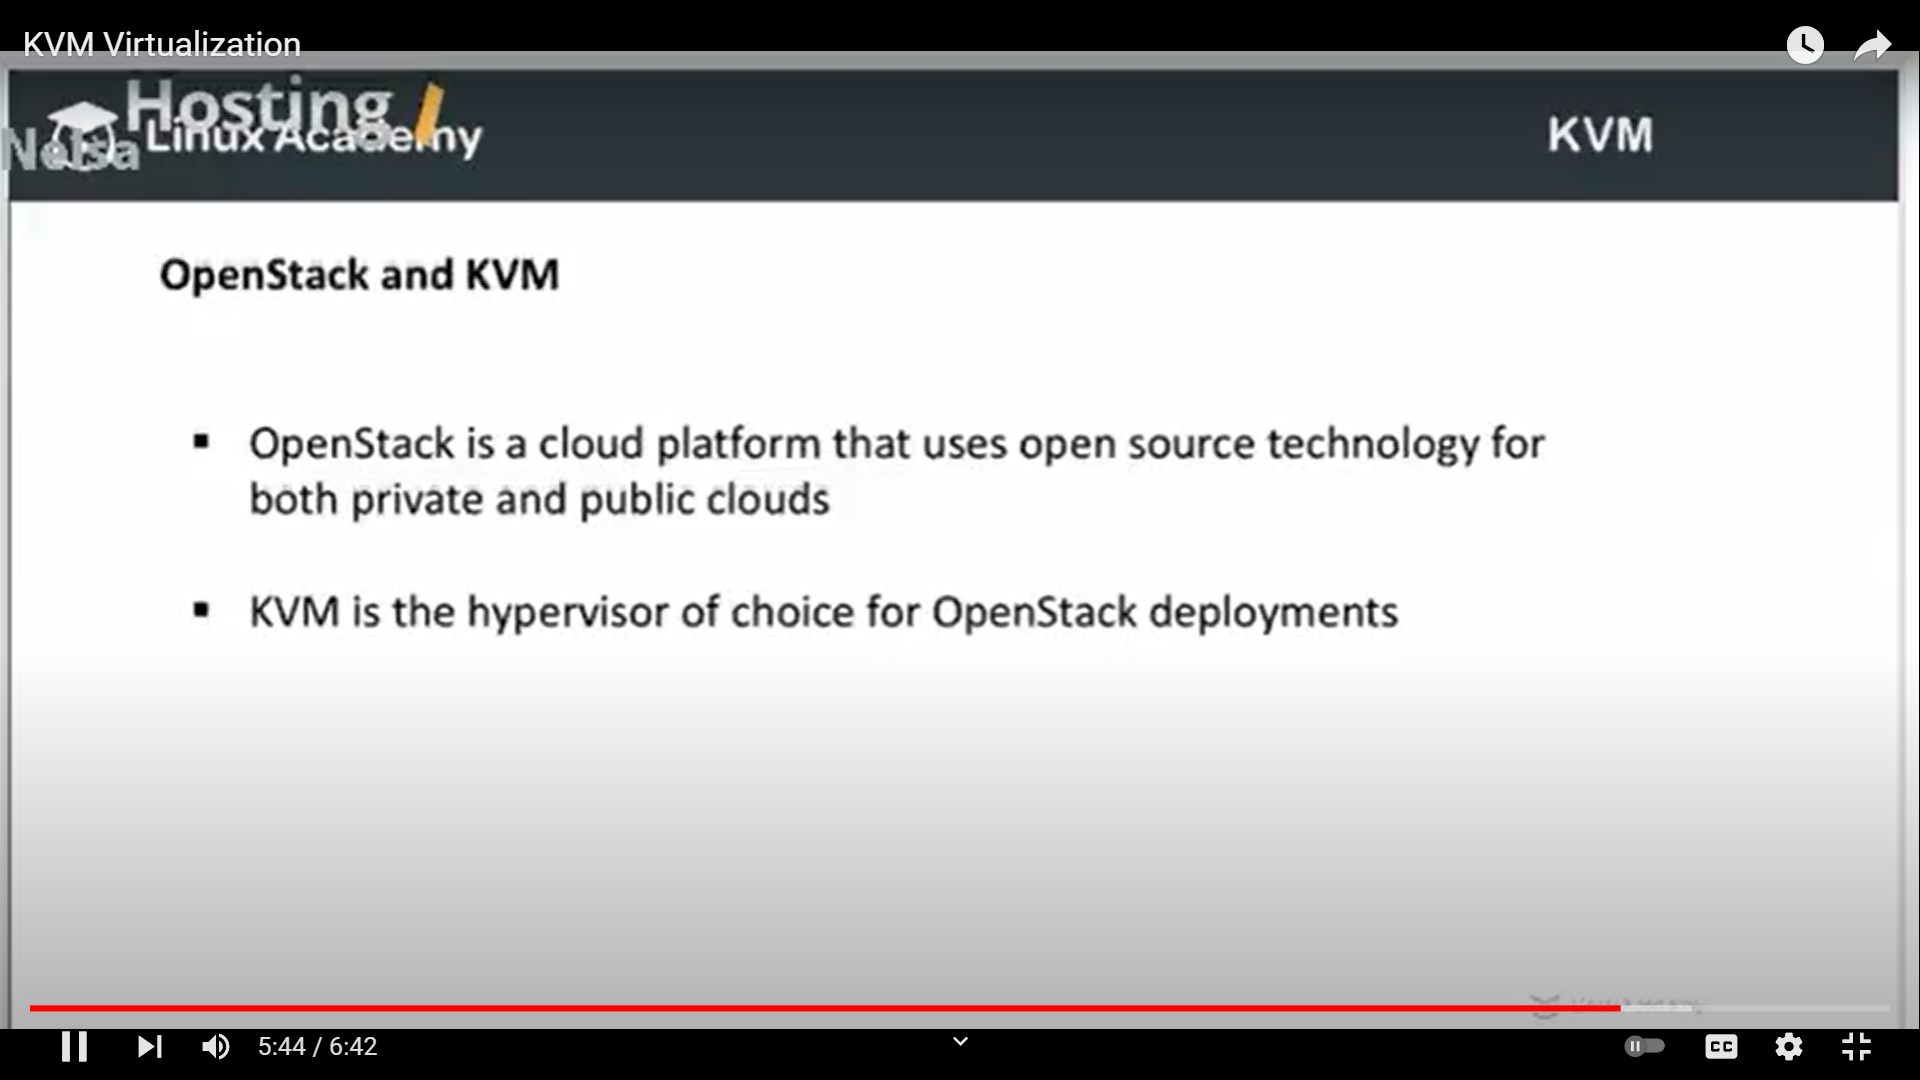 KVM Virtualization
Hosting
Linux Academy
KVM
OpenStack and KVM
▪ OpenStack is a cloud platform that uses open source technology for
both private and public clouds
▪ KVM is the hypervisor of choice for OpenStack deployments
5:44 / 6:42
CC